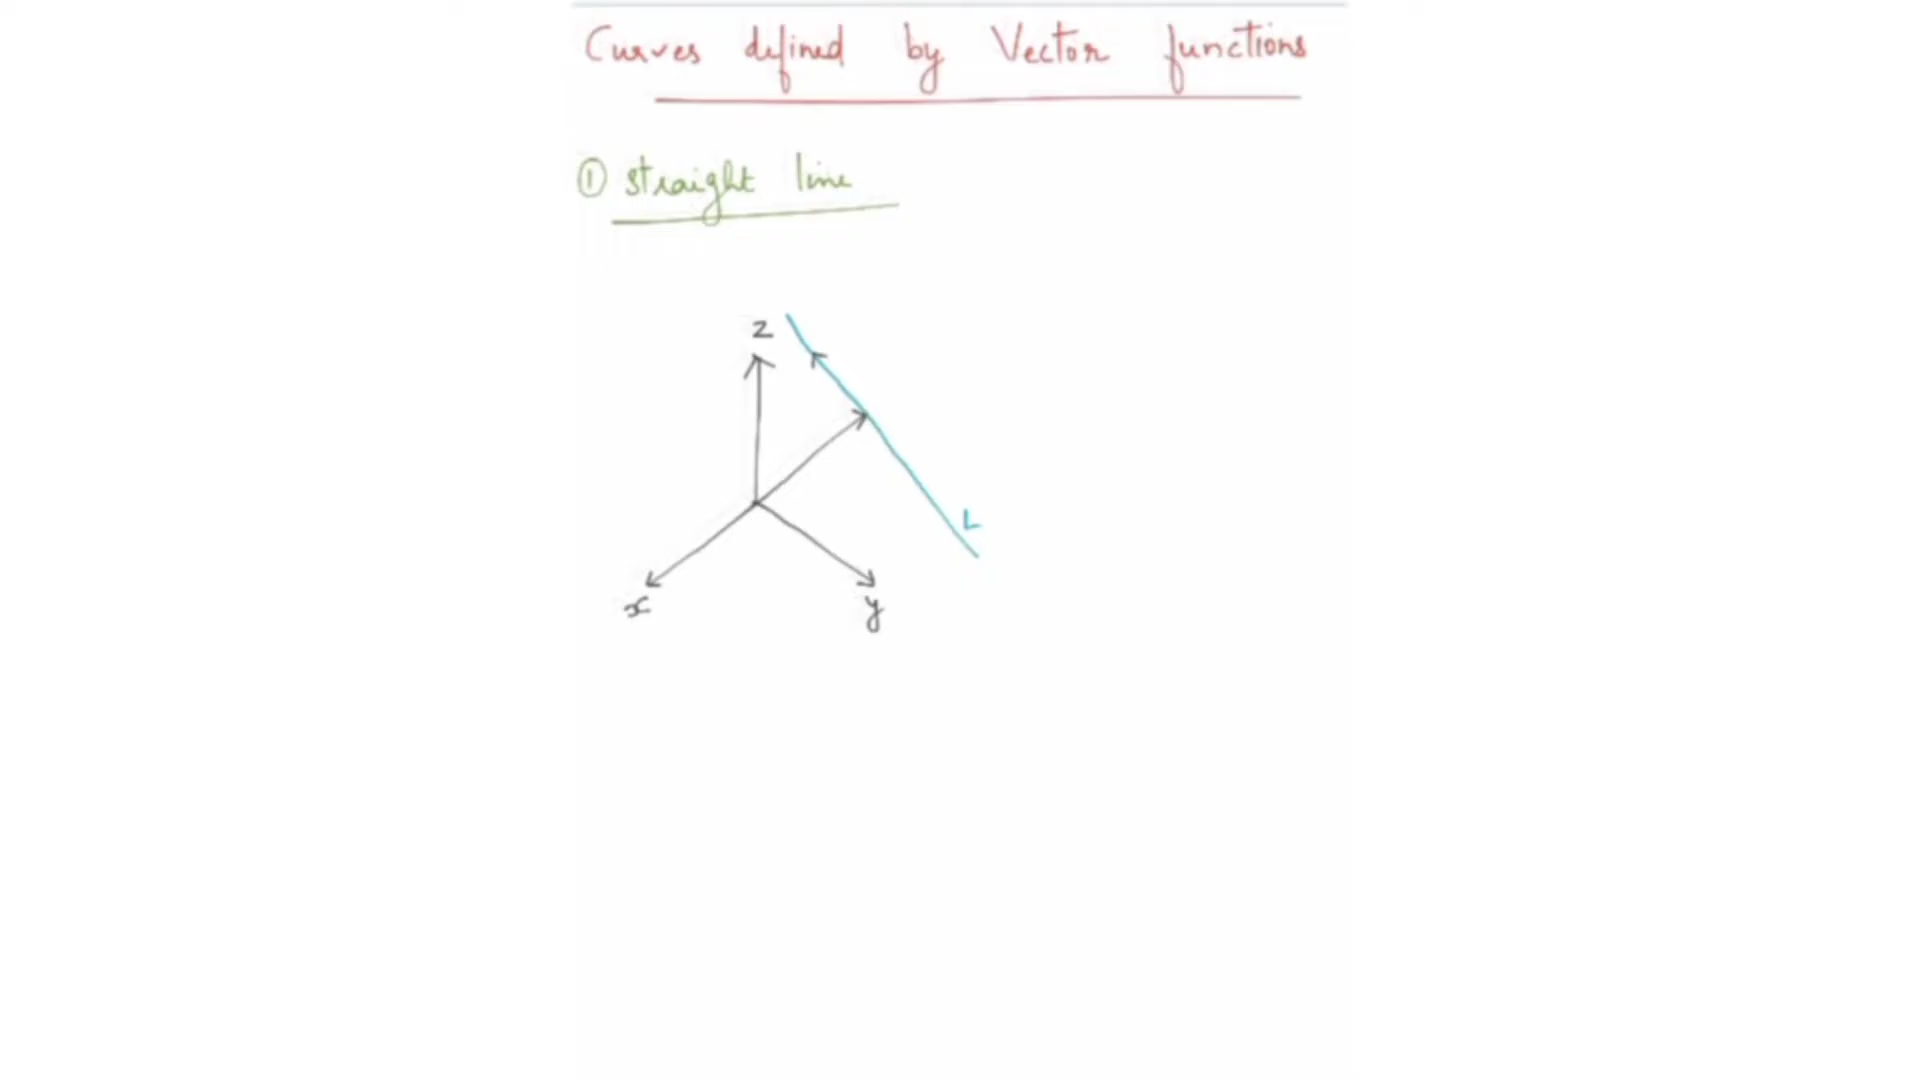 Curves defined by Vector functions
① straight line
z
L
x
y